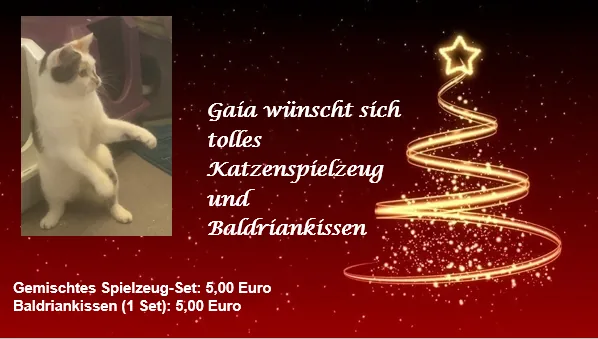 Gaia wünscht sich
tolles
Katzenspielzeug
und
Baldriankissen
Gemischtes Spielzeug-Set: 5,00 Euro
Baldriankissen (1 Set): 5,00 Euro